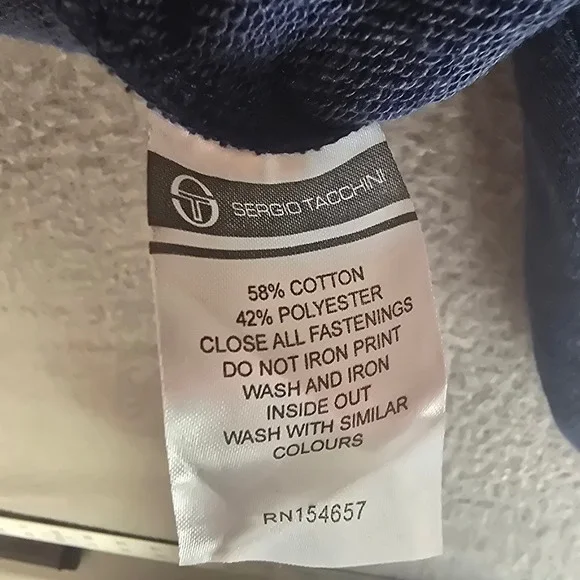 SERGIO TACCHINI
58% COTTON
42% POLYESTER
CLOSE ALL FASTENINGS
DO NOT IRON PRINT
WASH AND IRON
INSIDE OUT
WASH WITH SIMILAR
COLOURS
RN154657